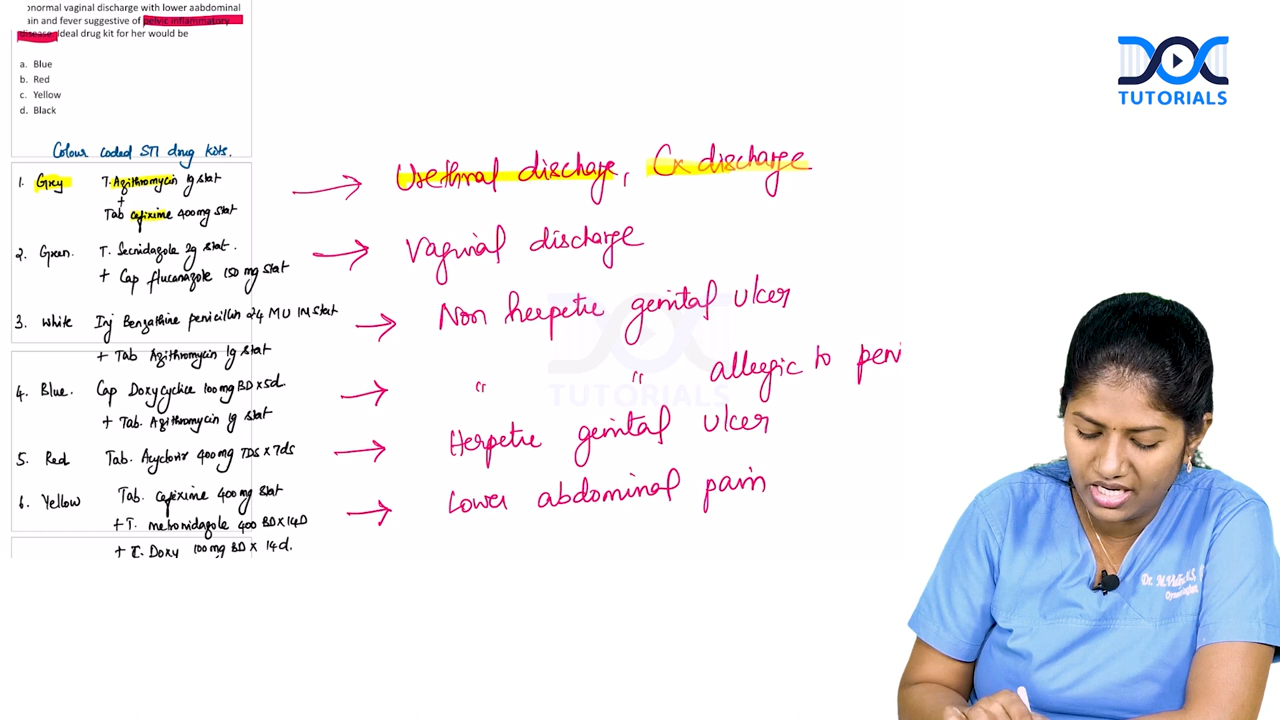 onormal vaginal discharge with lower aabdominal
ain and fever suggestive of pelvic inflammatory
disease. Ideal drug kit for her would be
a. Blue
b. Red
c. Yellow
d. Black
Colour coded STI drug kits.
1. Grey T. Azithromycin 1g stat
+
Tab cefixime 400mg stat
→ Urethral discharge, Cx discharge
2. Green. T. Secnidazole 2g stat.
+ Cap flucanazole 150 mg stat
→ Vaginal discharge
3. White Inj Benzathine penicillin 2.4 MU IM stat
+ Tab Azithromycin 1g stat
→ Non herpetic genital ulcer
4. Blue. Cap Doxycyclice 100mg BD x 5d.
+ Tab. Azithromycin 1g stat
→ " " allergic to peni
5. Red Tab. Acyclovir 400mg TDS x 7ds
→ Herpetic genital ulcer
6. Yellow Tab. cefixime 400mg stat
+ T. metronidazole 400 BD x 14D
+ C. Doxy 100mg BD x 14d.
→ Lower abdominal pain
DOC
TUTORIALS
TUTORIALS